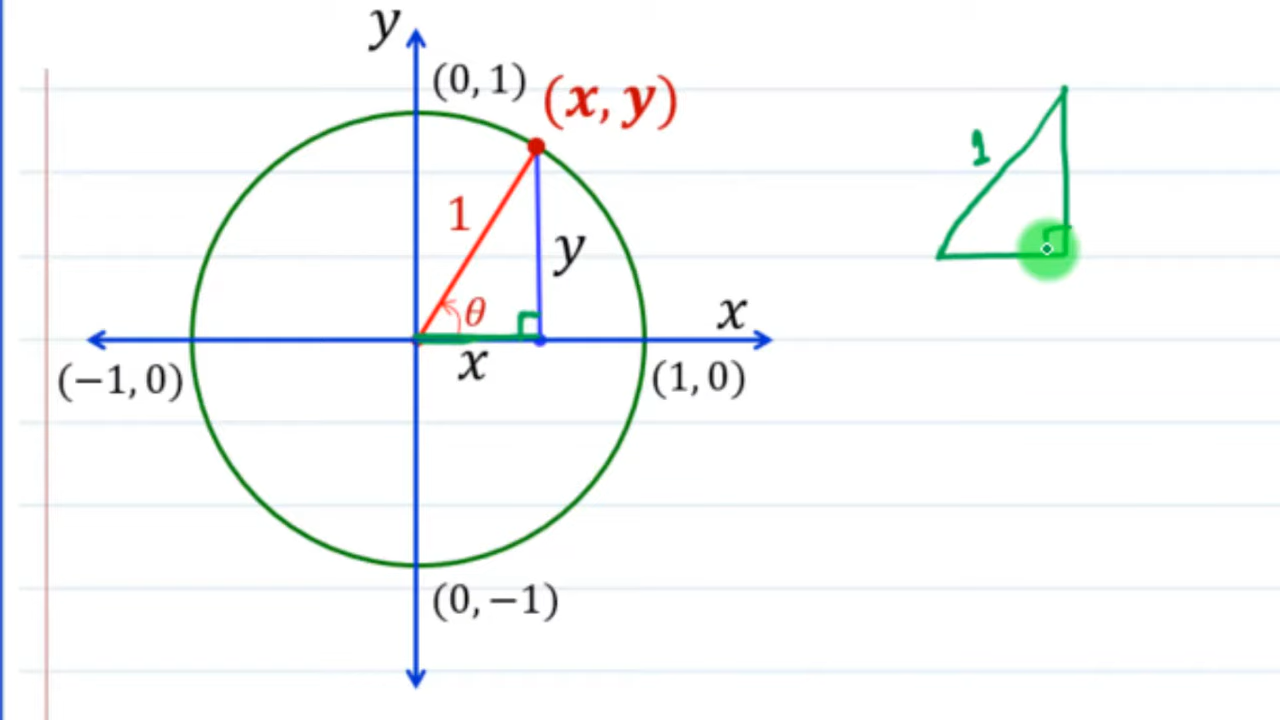 y
(0, 1)
(x, y)
1
1
y
θ
x
x
(−1, 0)
(1, 0)
(0, −1)